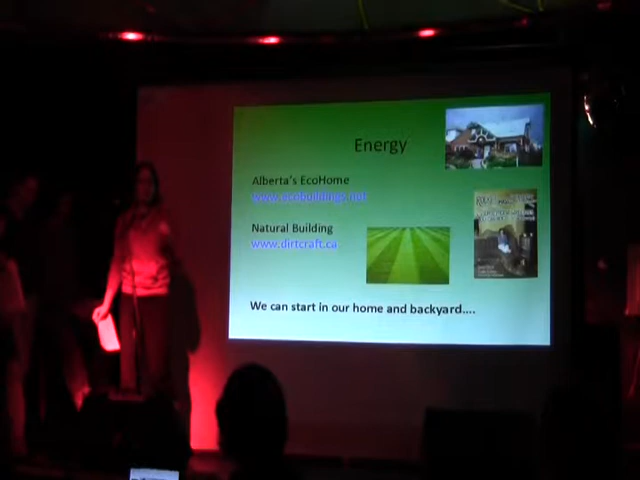 Energy
Alberta's EcoHome
www.ecobuildings.net
Natural Building
www.dirtcraft.ca
We can start in our home and backyard....